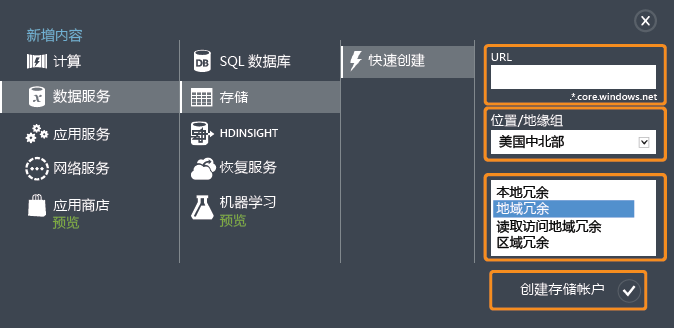 新增内容
计算
数据服务
应用服务
网络服务
应用商店
预览
DB
SQL 数据库
存储
HDINSIGHT
恢复服务
机器学习
预览
快速创建
URL
.*.core.windows.net
位置/地缘组
美国中北部
本地冗余
地域冗余
读取访问地域冗余
区域冗余
创建存储帐户